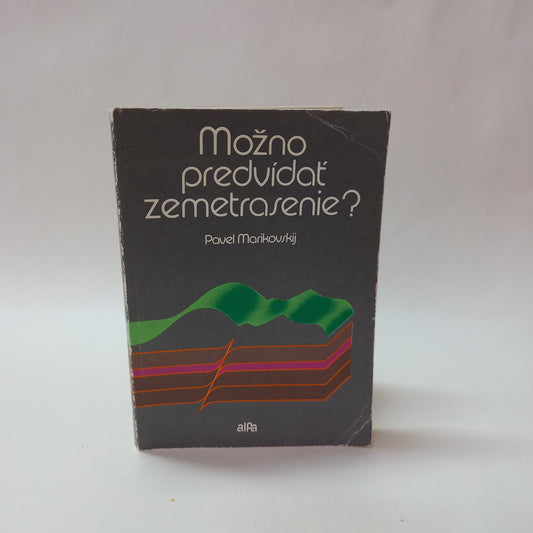 Možno
predvídať
zemetrasenie?
Pavel Marikovskij
alfa